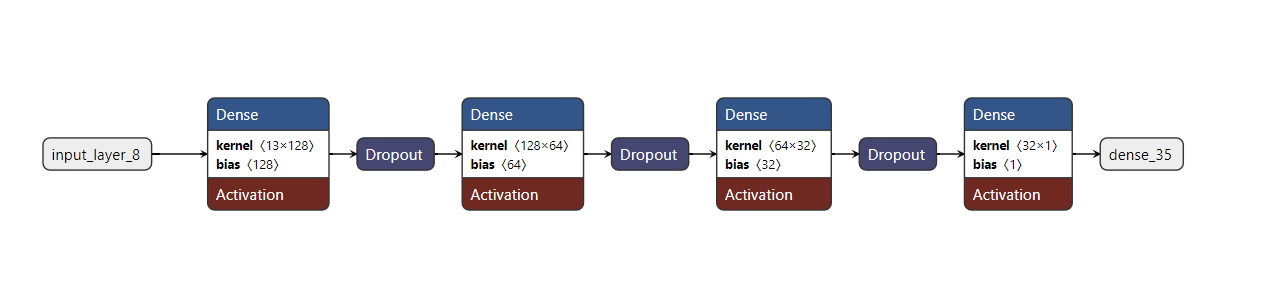 input_layer_8
Dense
kernel 〈13×128〉
bias 〈128〉
Activation
Dropout
Dense
kernel 〈128×64〉
bias 〈64〉
Activation
Dropout
Dense
kernel 〈64×32〉
bias 〈32〉
Activation
Dropout
Dense
kernel 〈32×1〉
bias 〈1〉
Activation
dense_35